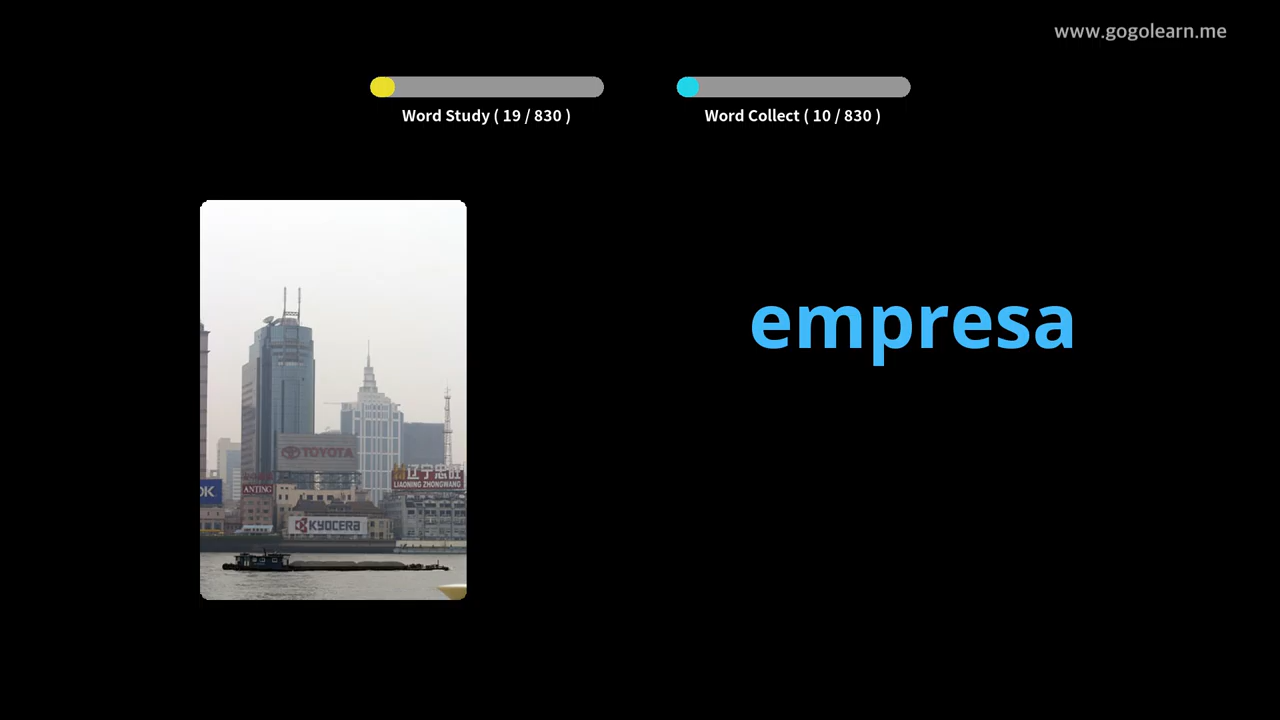 www.gogolearn.me
Word Study ( 19 / 830 )
Word Collect ( 10 / 830 )
empresa
TOYOTA
ANTING
LIAONING ZHONGWANG
KYOCERA